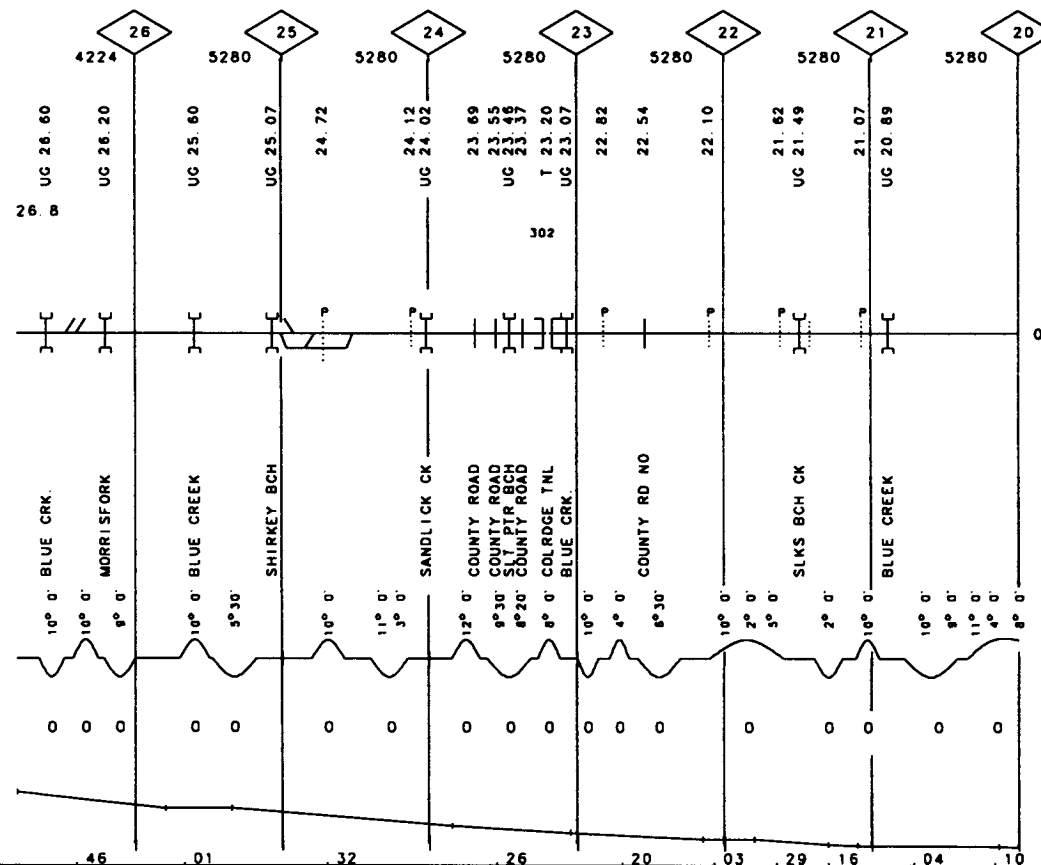 26 25 24 23 22 21 20
4224 5280 5280 5280 5280 5280 5280
UG 26.60
UG 26.20
UG 25.60
UG 25.07
24.72
24.12
UG 24.02
23.69
23.55
UG 23.46
23.37
T 23.20
UG 23.07
22.82
22.54
22.10
21.62
UG 21.49
21.07
UG 20.89
26.8
302
P P P P P P
0
BLUE CRK.
MORRISFORK
BLUE CREEK
SHIRKEY BCH
SANDLICK CK
COUNTY ROAD
COUNTY ROAD
SLT PTR BCH
COUNTY ROAD
COLRDGE TNL
BLUE CRK.
COUNTY RD NO
SLKS BCH CK
BLUE CREEK
10° 0'
10° 0'
9° 0'
10° 0'
5°30'
10° 0'
11° 0'
3° 0'
12° 0'
9°30'
8°20'
8° 0'
10° 0'
4° 0'
6°30'
10° 0'
2° 0'
5° 0'
2° 0'
10° 0'
10° 0'
9° 0'
11° 0'
4° 0'
8° 0'
0 0 0 0 0 0 0 0 0 0 0 0 0 0 0 0 0 0
.46 .01 .32 .26 .20 .03 .29 .16 .04 .10